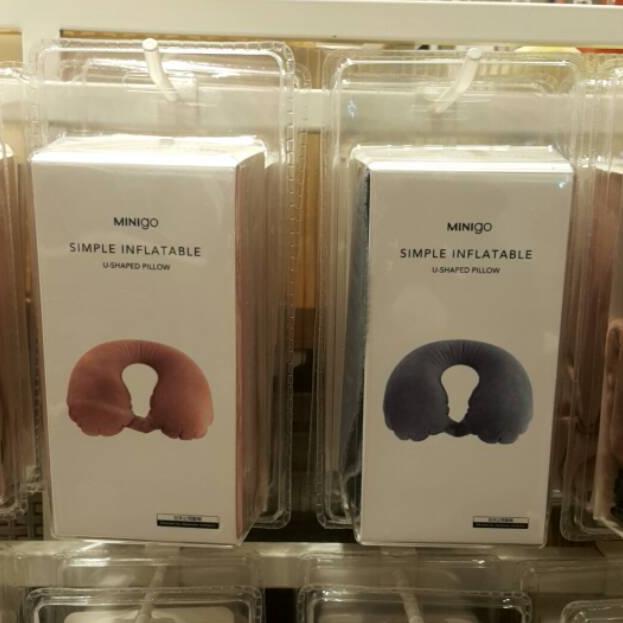 MINIGO
SIMPLE INFLATABLE
U-SHAPED PILLOW
MINIGO
SIMPLE INFLATABLE
U-SHAPED PILLOW